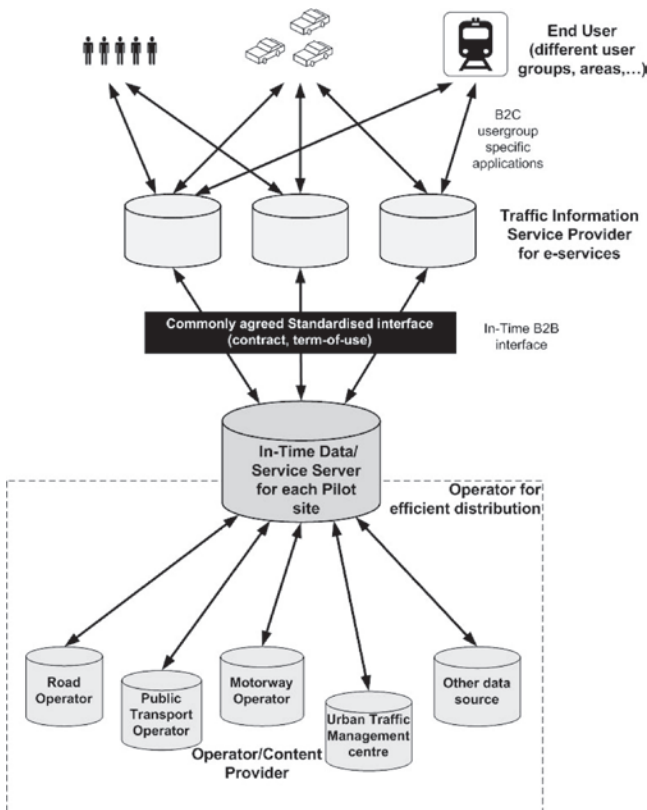 End User
(different user
groups, areas,...)
B2C
usergroup
specific
applications
Traffic Information
Service Provider
for e-services
Commonly agreed Standardised interface
(contract, term-of-use)
In-Time B2B
interface
In-Time Data/
Service Server
for each Pilot
site
Operator for
efficient distribution
Road
Operator
Public
Transport
Operator
Motorway
Operator
Urban Traffic
Management
centre
Other data
source
Operator/Content
Provider